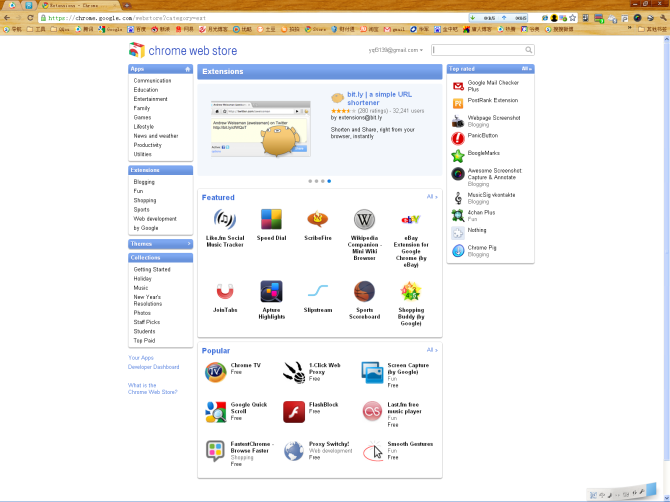 Extensions - Chrome
https://chrome.google.com/webstore?category=ext
chrome web store
Apps
Communication
Education
Entertainment
Family
Games
Lifestyle
News and weather
Productivity
Utilities
Extensions
Blogging
Fun
Shopping
Sports
Web development
by Google
Themes
Collections
Getting Started
Holiday
Music
New Year's
Resolutions
Photos
Staff Picks
Students
Top Paid
Your Apps
Developer Dashboard
What is the
Chrome Web Store?
Extensions
bit.ly | a simple URL
shortener
(280 ratings) - 32,241 users
by extensions@bit.ly
Shorten and Share, right from your
browser, instantly
Featured
All »
Like.fm Social
Music Tracker
Speed Dial
ScribeFire
Wikipedia
Companion -
Mini Wiki
Browser
eBay
Extension for
Google
Chrome (by
eBay)
JoinTabs
Apture
Highlights
Slipstream
Sports
Scoreboard
Shopping
Buddy (by
Google)
Popular
All »
Chrome TV
Free
1-Click Web
Proxy
Free
Screen Capture
(by Google)
Fun
Free
Google Quick
Scroll
Free
FlashBlock
Free
Last.fm free
music player
Fun
Free
FastestChrome -
Browse Faster
Shopping
Free
Proxy Switchy!
Web development
Free
Smooth Gestures
Fun
Free
Top rated
All »
Google Mail Checker
Plus
PostRank Extension
Webpage Screenshot
Blogging
PanicButton
GoogleMarks
Awesome Screenshot
Capture & Annotate
Blogging
MusicSig vkontakte
Blogging
4chan Plus
Fun
Nothing
Blogging
Chrome Pig
Blogging